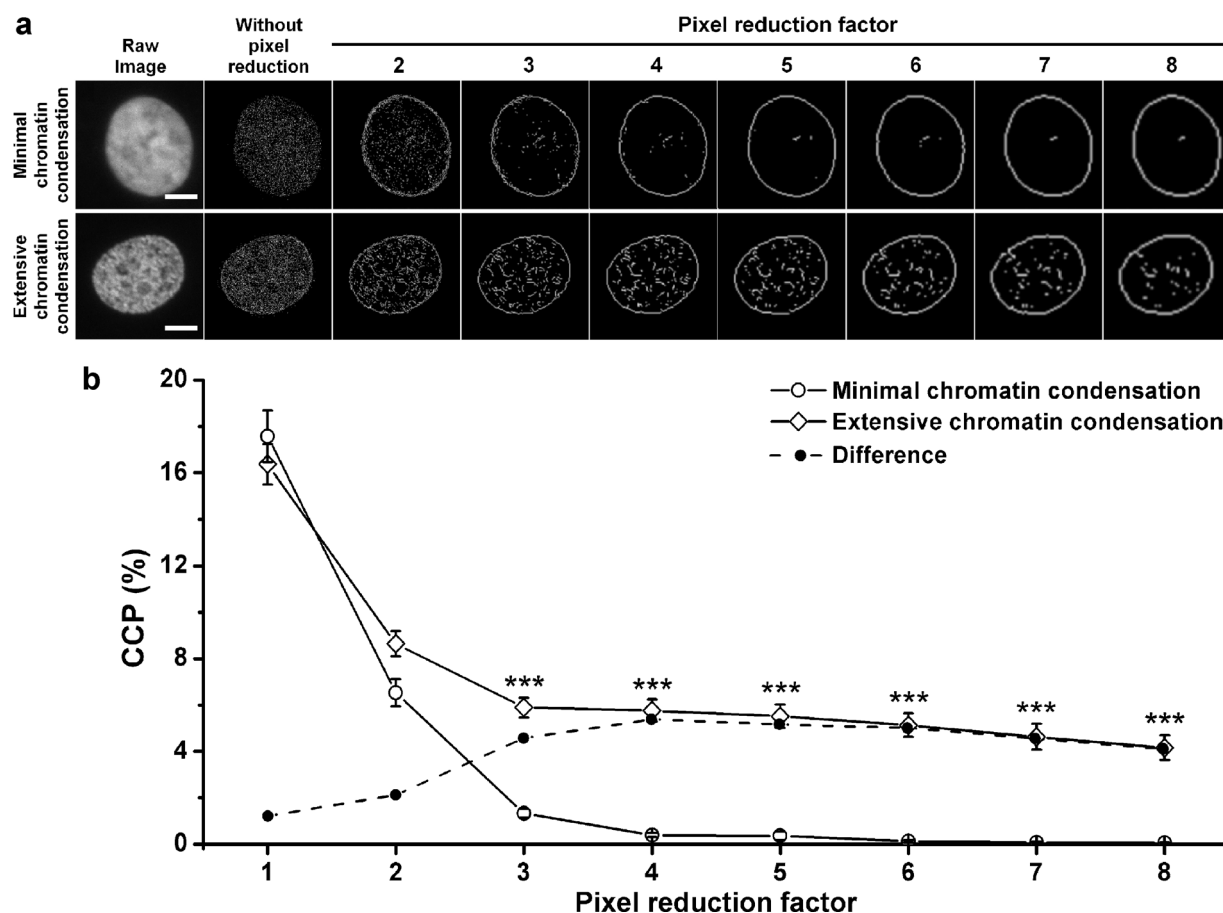 a
Raw
Image
Without
pixel
reduction
Pixel reduction factor
2 3 4 5 6 7 8
Minimal
chromatin
condensation
Extensive
chromatin
condensation
b
Minimal chromatin condensation
Extensive chromatin condensation
Difference
CCP (%)
20
16
12
8
4
0
*** *** *** *** *** ***
1 2 3 4 5 6 7 8
Pixel reduction factor